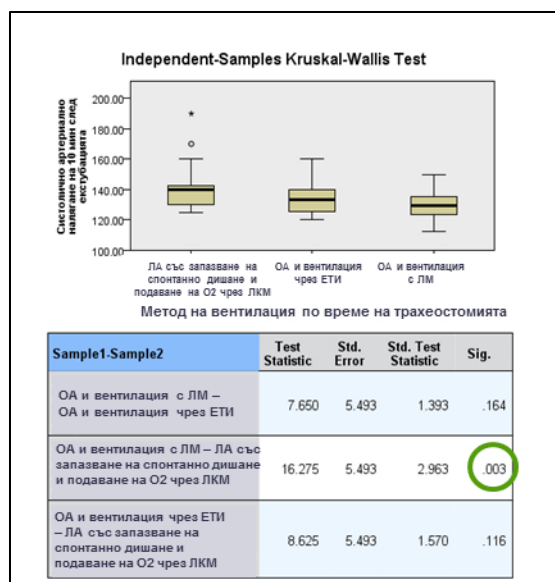 Independent-Samples Kruskal-Wallis Test
Систолично артериално
налягане на 10 мин след
екстубацията
200.00
180.00
160.00
140.00
120.00
100.00
ЛА със запазване на
спонтанно дишане и
подаване на О2 чрез ЛКМ
ОА и вентилация
чрез ЕТИ
ОА и вентилация
с ЛМ
Метод на вентилация по време на трахеостомията
Sample1-Sample2
Test
Statistic
Std.
Error
Std. Test
Statistic
Sig.
ОА и вентилация с ЛМ –
ОА и вентилация чрез ЕТИ
7.650
5.493
1.393
.164
ОА и вентилация с ЛМ – ЛА със
запазване на спонтанно дишане
и подаване на О2 чрез ЛКМ
16.275
5.493
2.963
.003
ОА и вентилация чрез ЕТИ
– ЛА със запазване на
спонтанно дишане и
подаване на О2 чрез ЛКМ
8.625
5.493
1.570
.116